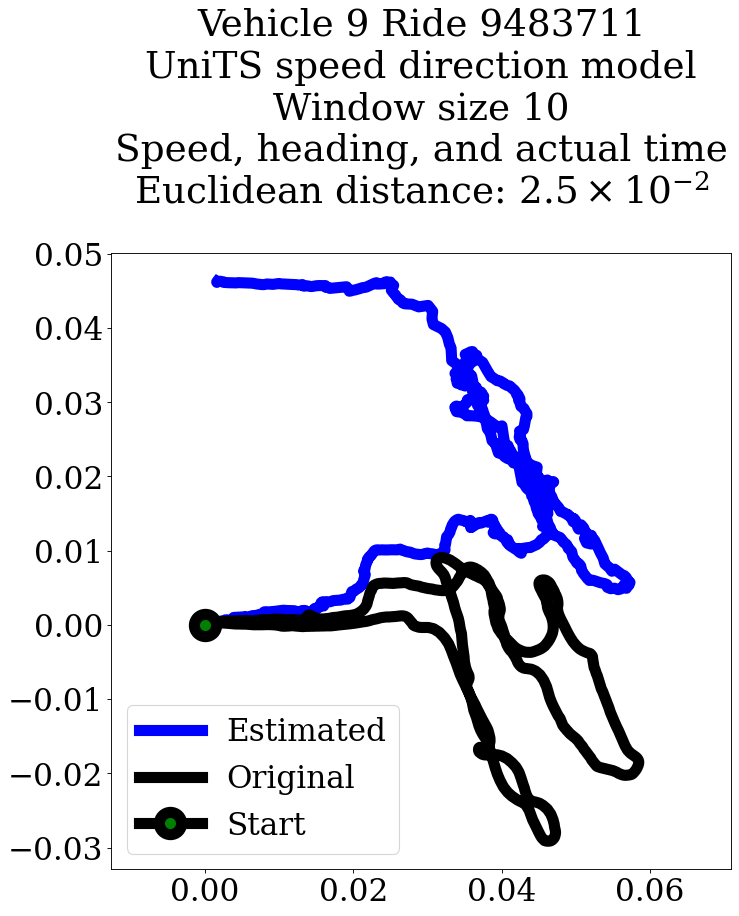 Vehicle 9 Ride 9483711
UniTS speed direction model
Window size 10
Speed, heading, and actual time
Euclidean distance: 2.5 × 10⁻²
0.05
0.04
0.03
0.02
0.01
0.00
−0.01
−0.02
−0.03
Estimated
Original
Start
0.00 0.02 0.04 0.06